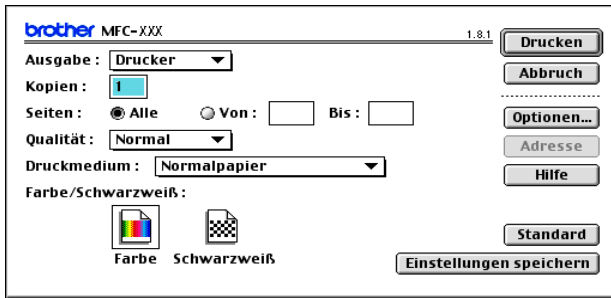 brother MFC-XXX 1.8.1
Drucken
Ausgabe : Drucker
Abbruch
Kopien : 1
Seiten : Alle Von : Bis :
Optionen...
Qualität : Normal
Adresse
Druckmedium : Normalpapier
Hilfe
Farbe/Schwarzweiß :
Farbe Schwarzweiß
Standard
Einstellungen speichern